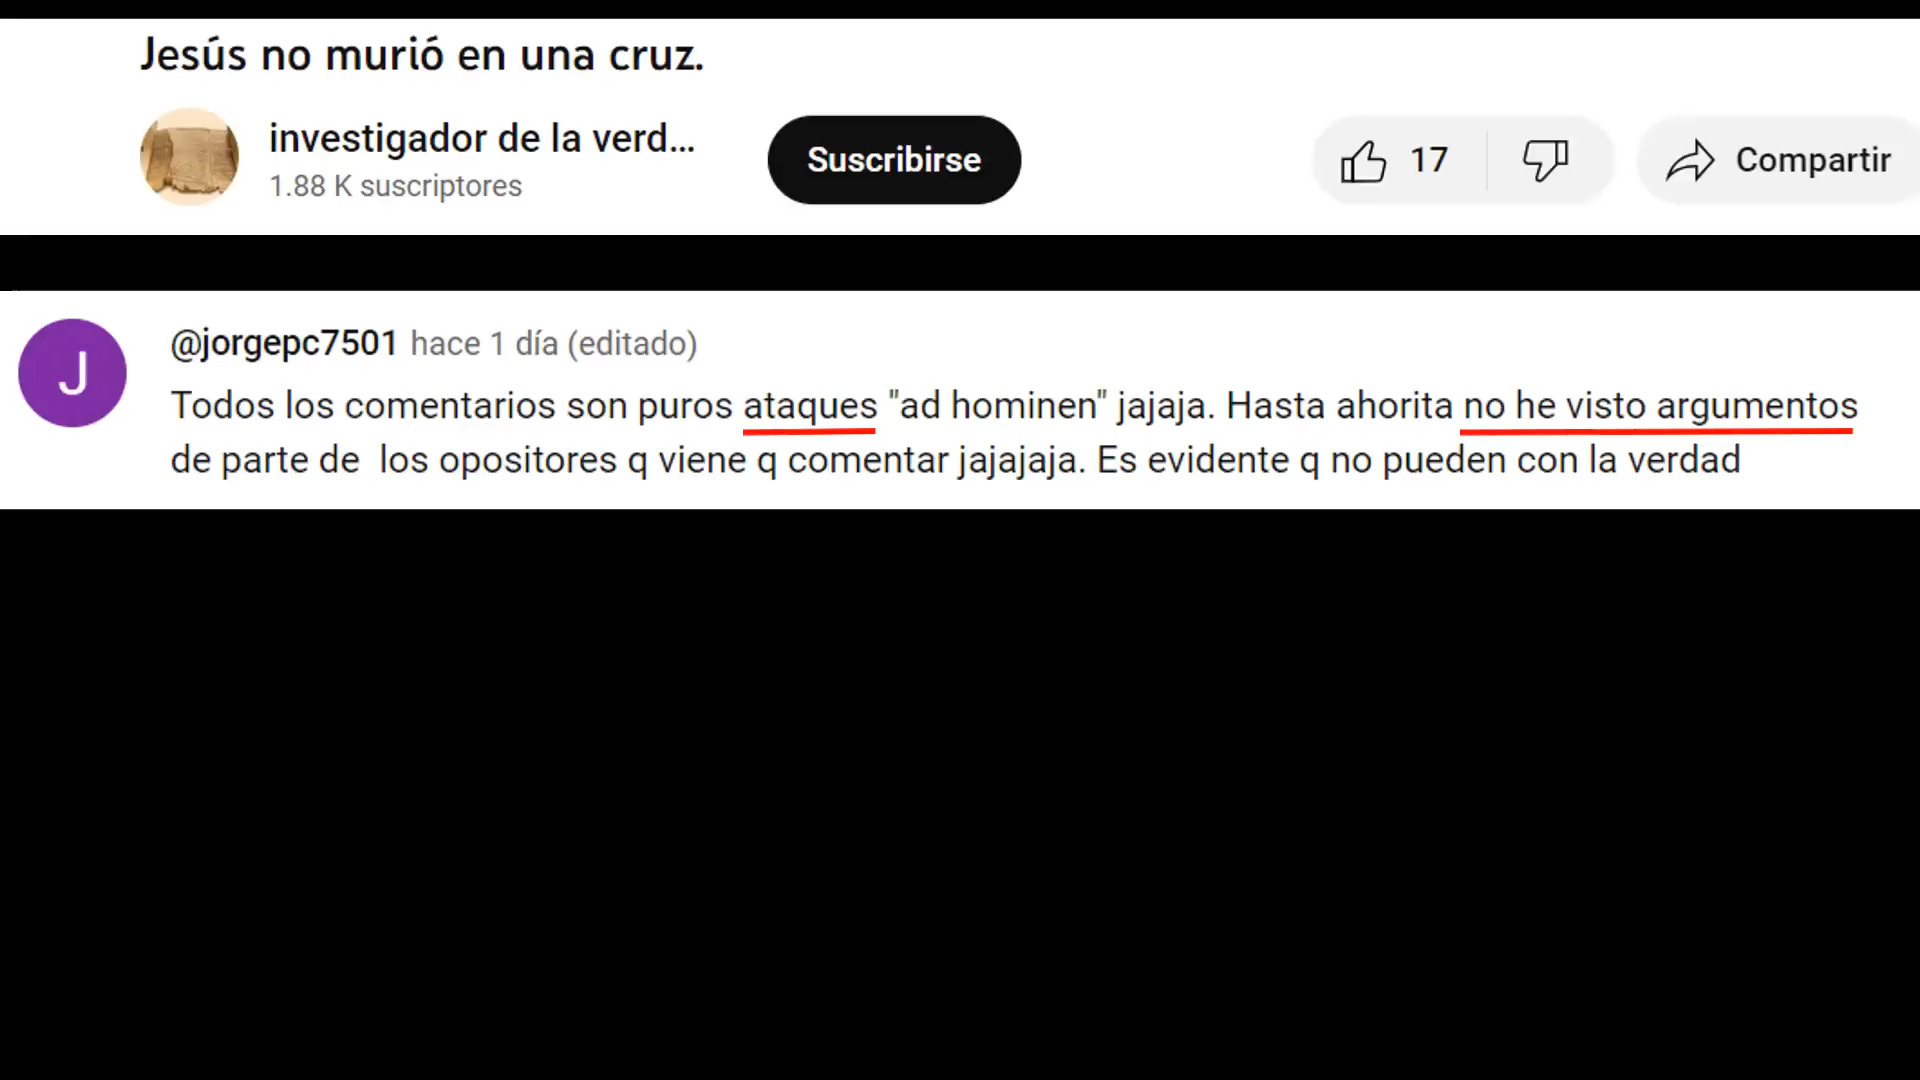 Jesús no murió en una cruz.
investigador de la verd...
1.88 K suscriptores
Suscribirse
17
Compartir
J
@jorgepc7501 hace 1 día (editado)
Todos los comentarios son puros ataques "ad hominen" jajaja. Hasta ahorita no he visto argumentos
de parte de  los opositores q viene q comentar jajajaja. Es evidente q no pueden con la verdad